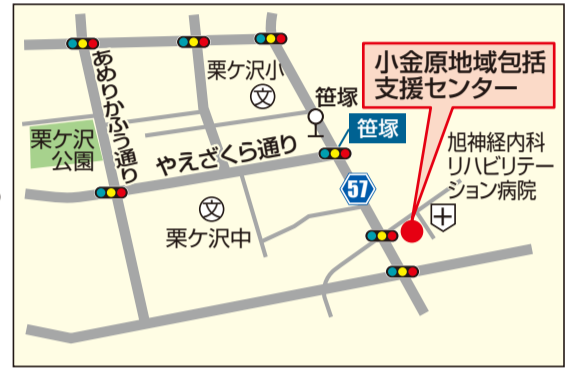 小金原地域包括
支援センター
栗ケ沢小
文
笹塚
笹塚
あめりかふう通り
栗ケ沢
公園
やえざくら通り
旭神経内科
リハビリテー
ション病院
57
文
栗ケ沢中